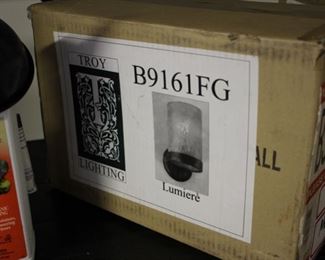 TROY
LIGHTING
B9161FG
Lumiere
ALL